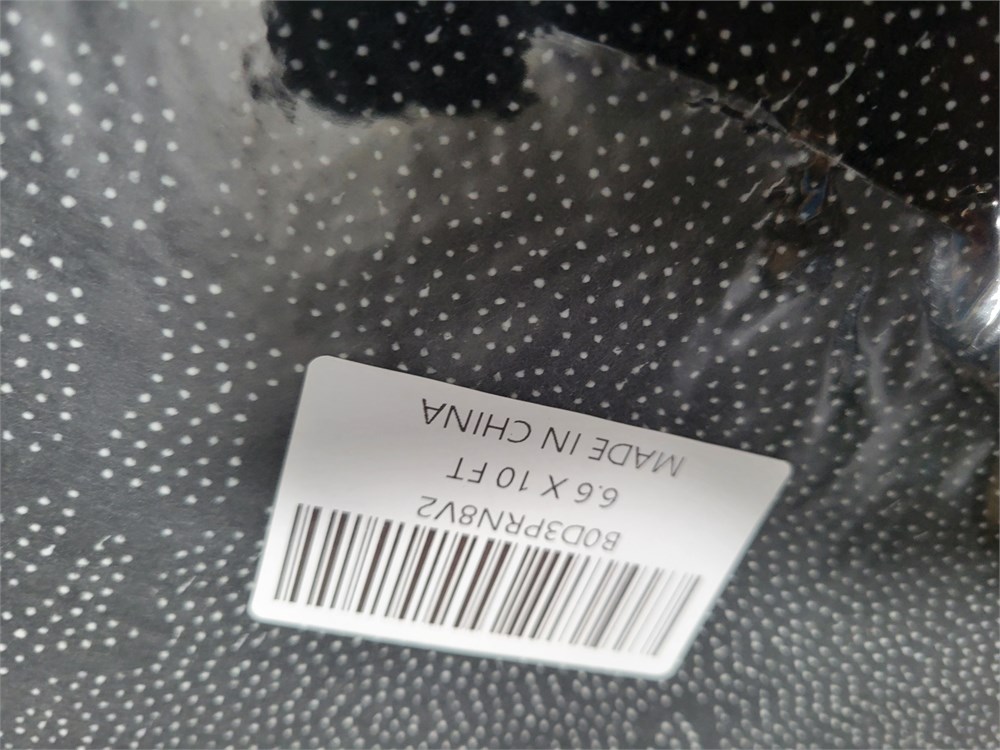 B0D3PRN8V2
6.6 X 10 FT
MADE IN CHINA